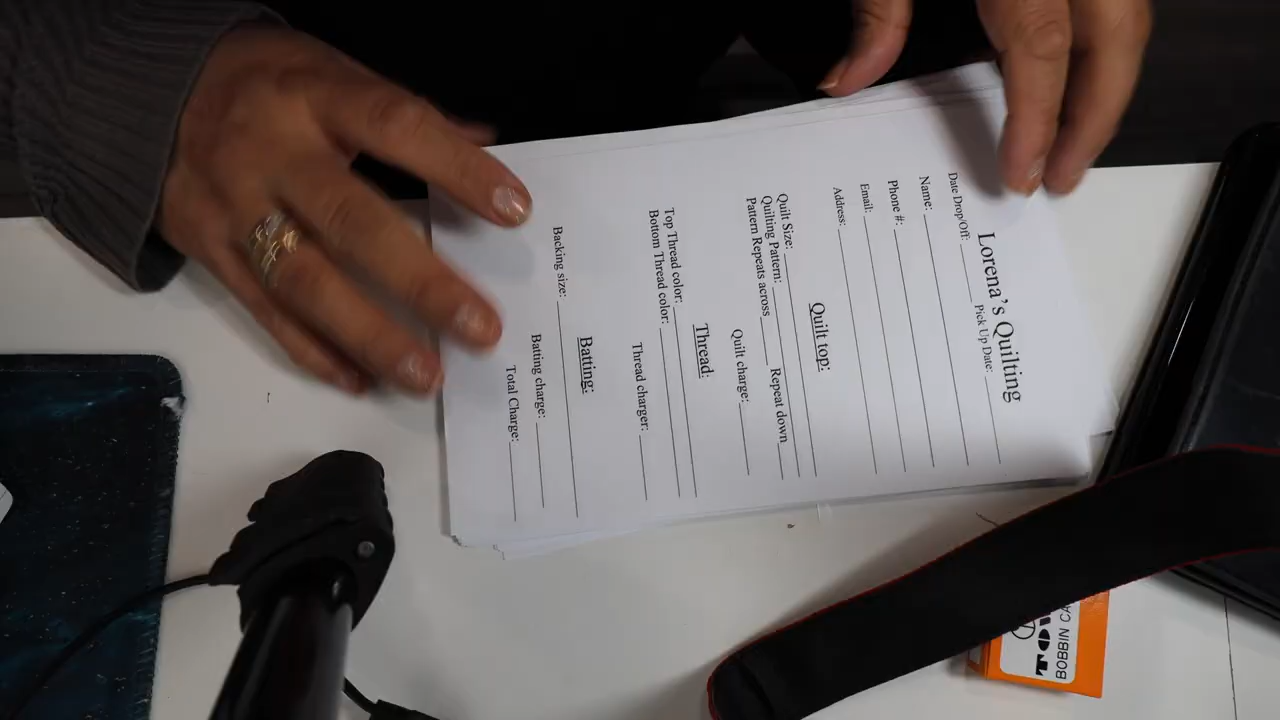 Lorena's Quilting
Date Drop/Off: Pick Up Date:
Name:
Phone #:
Email:
Address:
Quilt top:
Quilt Size:
Quilting Pattern:
Pattern Repeats across Repeat down
Quilt charge:
Thread:
Top Thread color:
Bottom Thread color:
Thread charger:
Batting:
Backing size:
Batting charge:
Total Charge:
BOBBIN CA